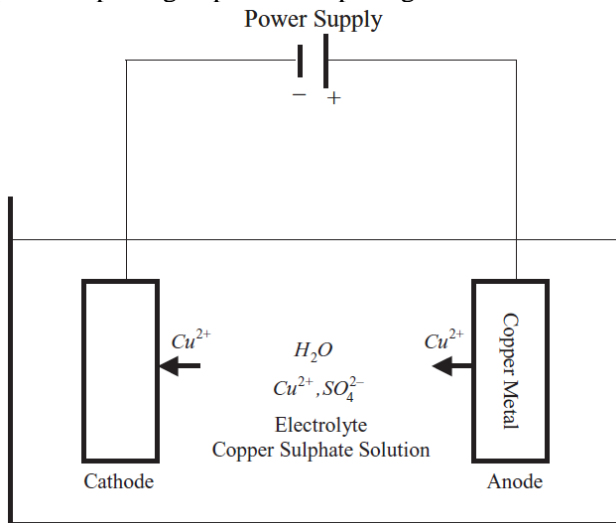 Power Supply
− +
Cu²⁺
H₂O
Cu²⁺
Cu²⁺, SO₄²⁻
Electrolyte
Copper Sulphate Solution
Copper Metal
Cathode
Anode